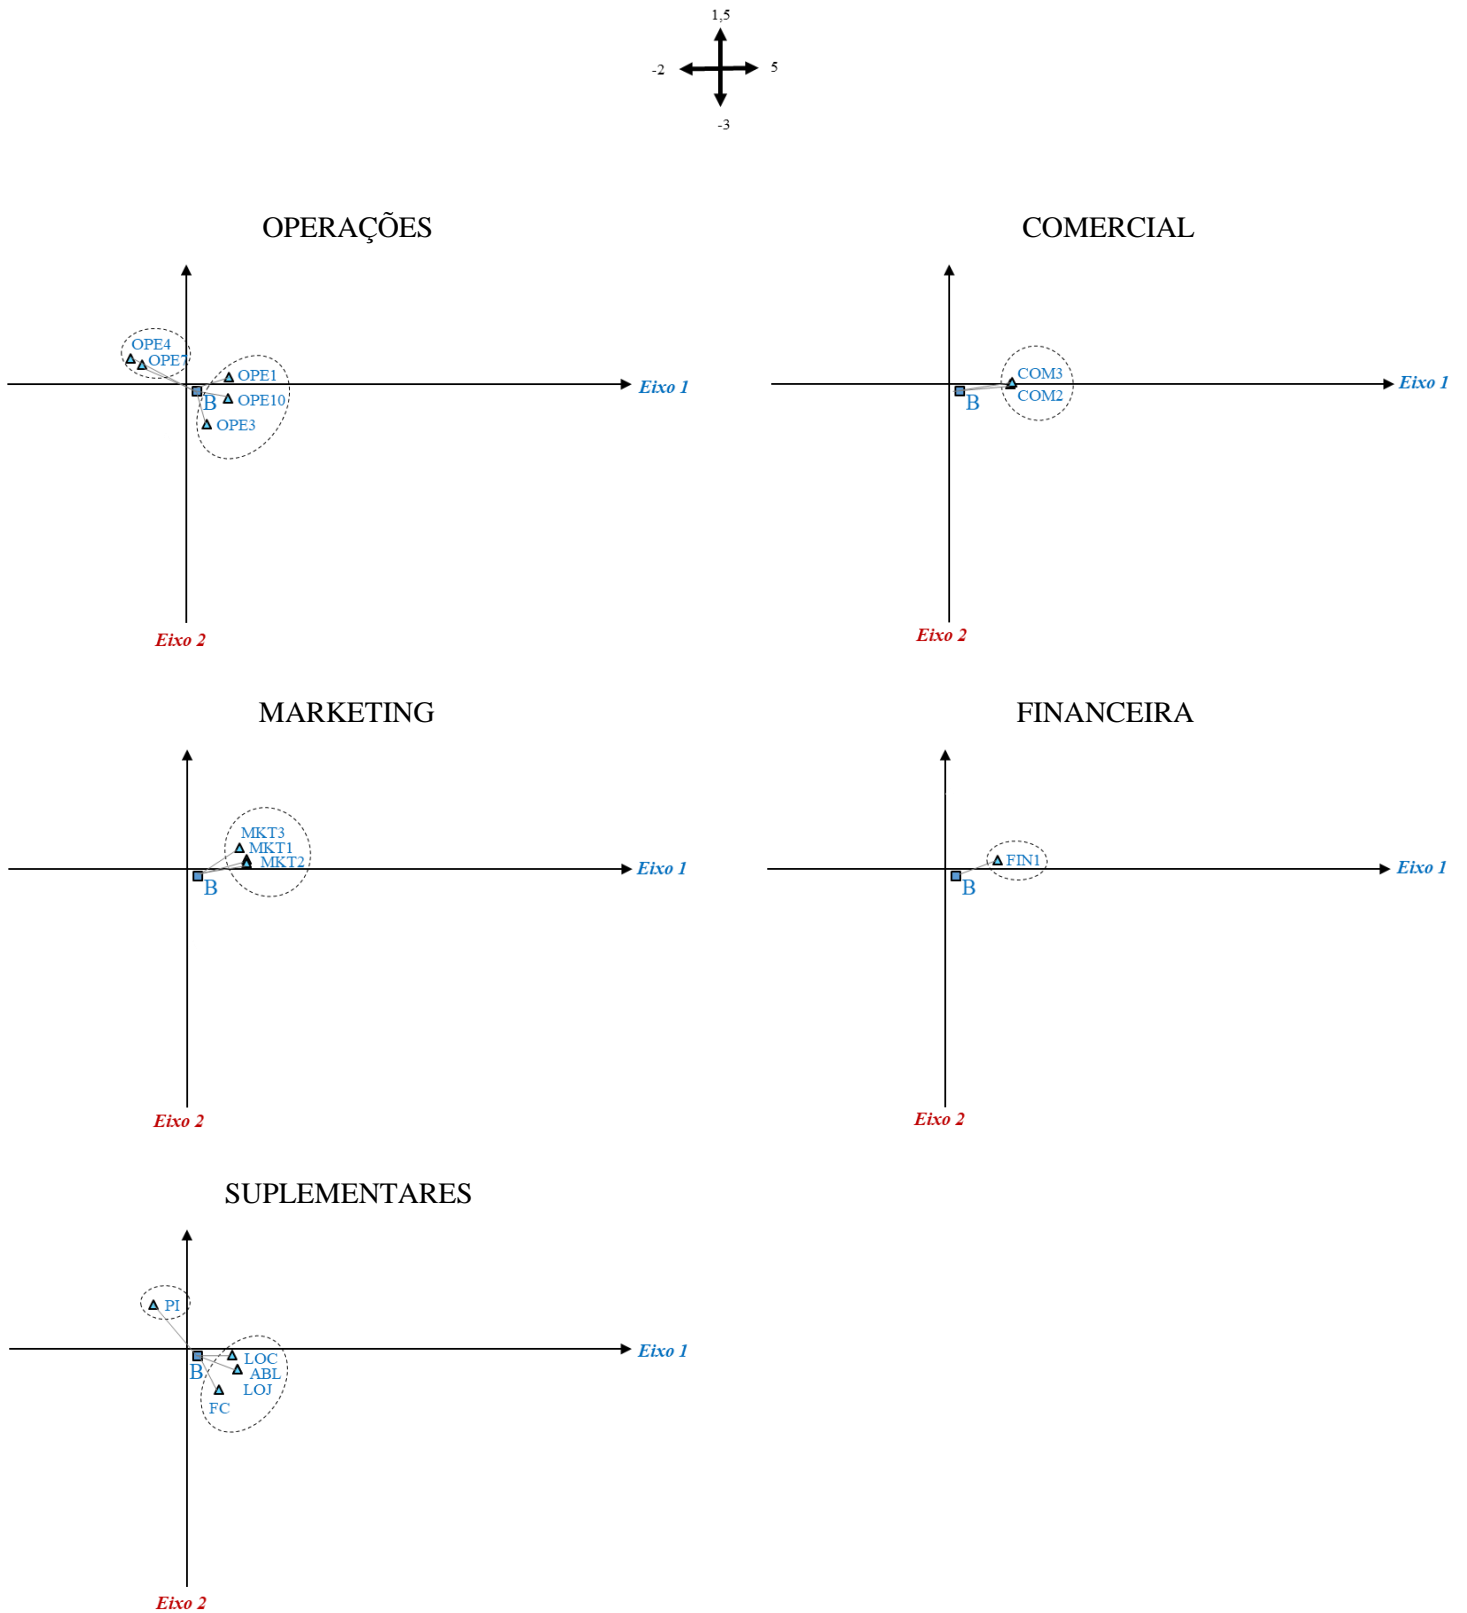 1,5
-2
5
-3
OPERAÇÕES
COMERCIAL
OPE4
OPE7
OPE1
B
OPE10
OPE3
Eixo 1
Eixo 2
COM3
COM2
B
Eixo 1
Eixo 2
MARKETING
FINANCEIRA
MKT3
MKT1
MKT2
B
Eixo 1
Eixo 2
FIN1
B
Eixo 1
Eixo 2
SUPLEMENTARES
PI
LOC
B
ABL
LOJ
FC
Eixo 1
Eixo 2